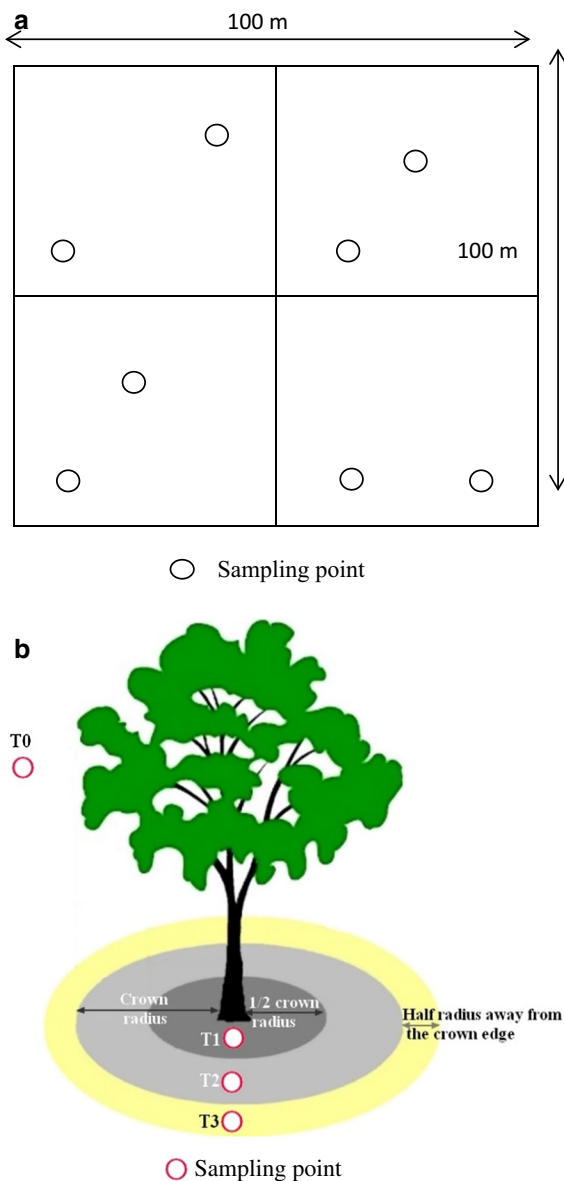 a
100 m
100 m
Sampling point
b
T0
Crown
radius
1/2 crown
radius
Half radius away from
the crown edge
T1
T2
T3
Sampling point